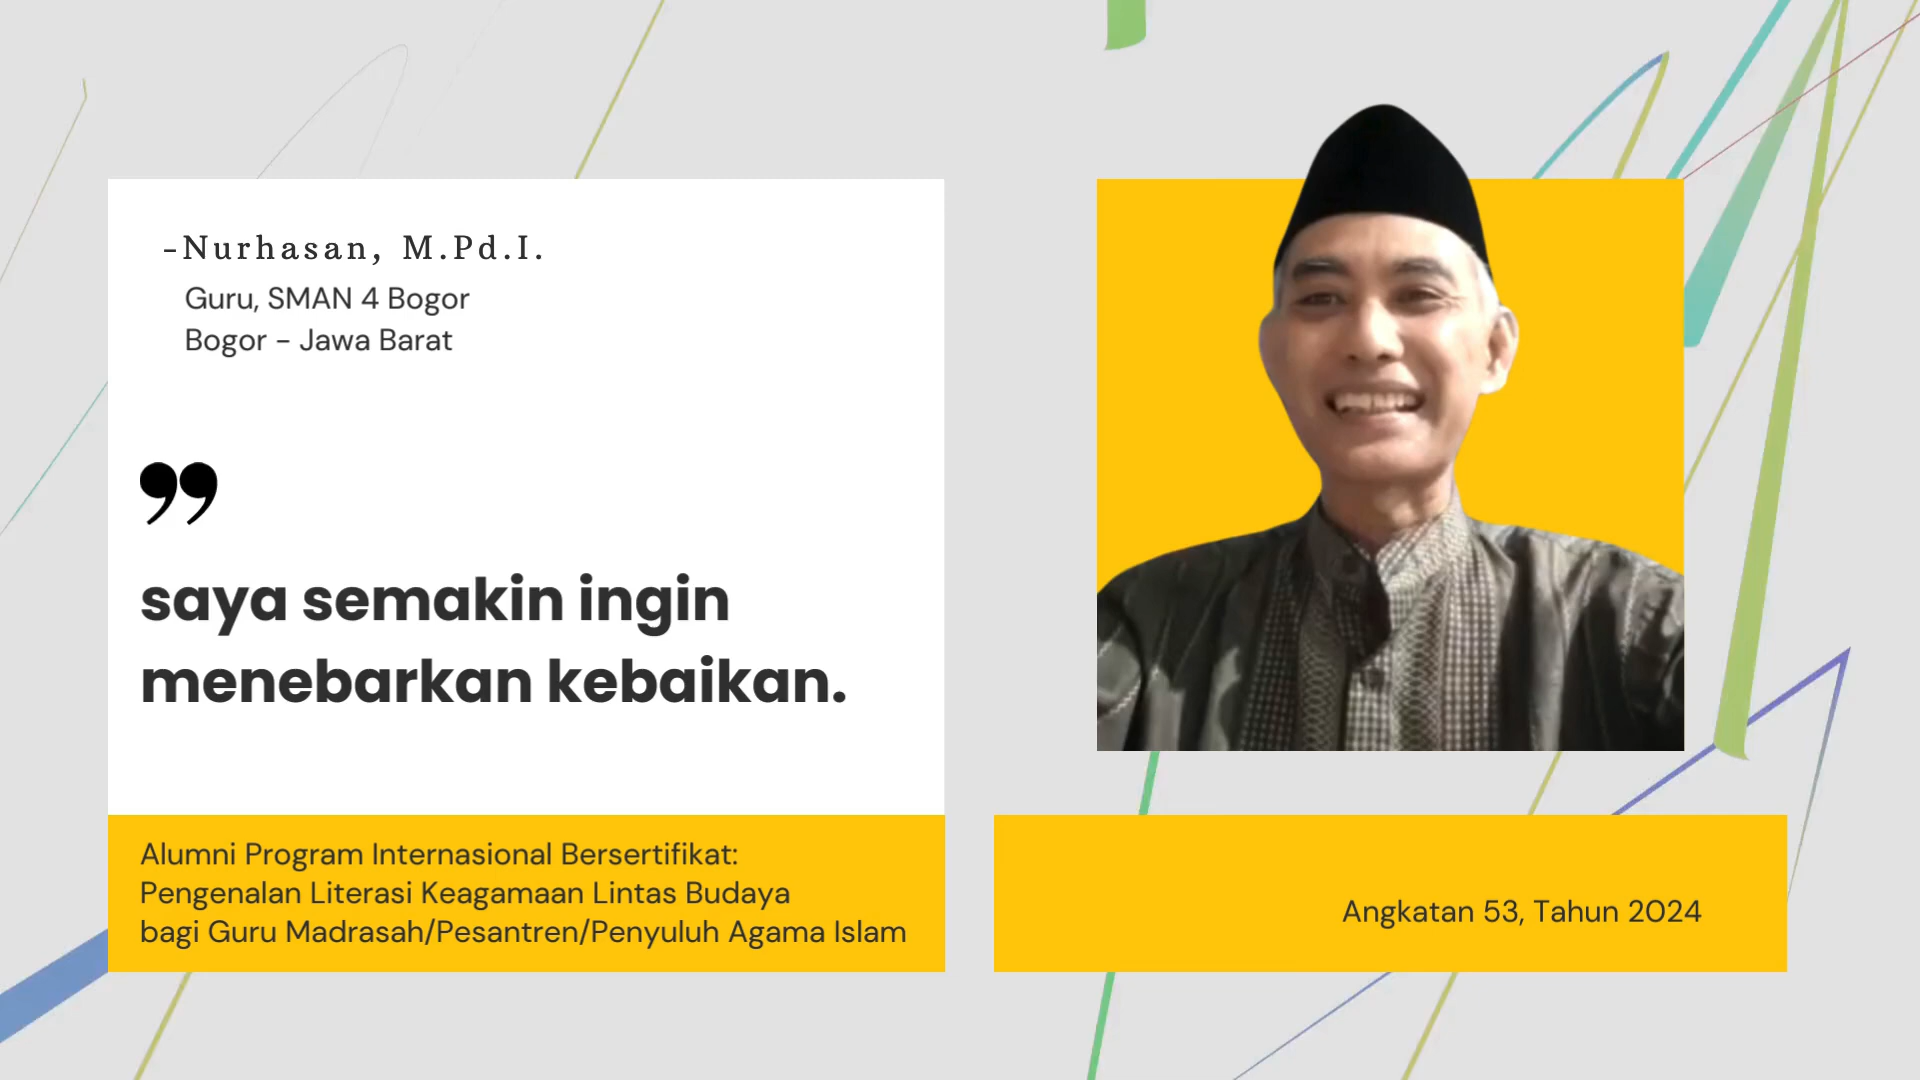 -Nurhasan, M.Pd.I.
Guru, SMAN 4 Bogor
Bogor - Jawa Barat
”
saya semakin ingin
menebarkan kebaikan.
Alumni Program Internasional Bersertifikat:
Pengenalan Literasi Keagamaan Lintas Budaya
bagi Guru Madrasah/Pesantren/Penyuluh Agama Islam
Angkatan 53, Tahun 2024